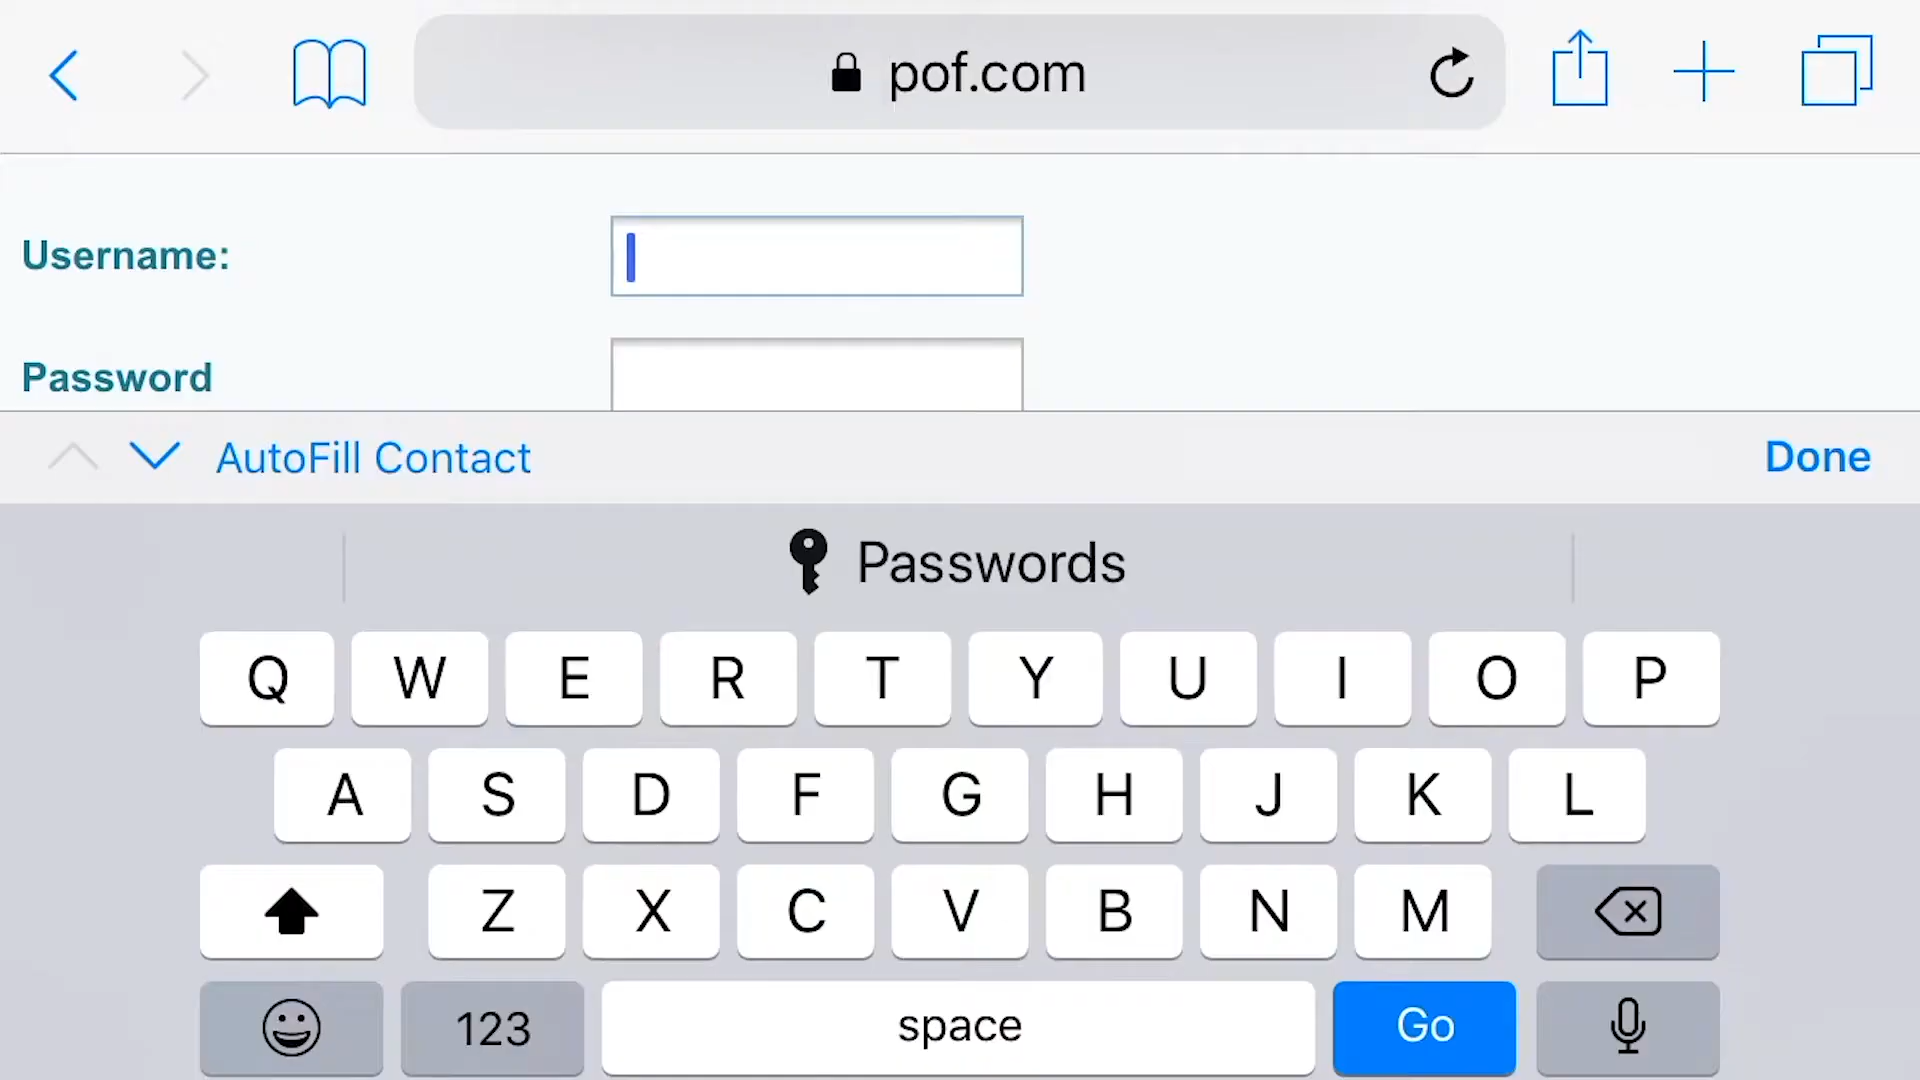 pof.com
Username:
Password
AutoFill Contact Done
Passwords
Q W E R T Y U I O P
A S D F G H J K L
Z X C V B N M
123 space Go